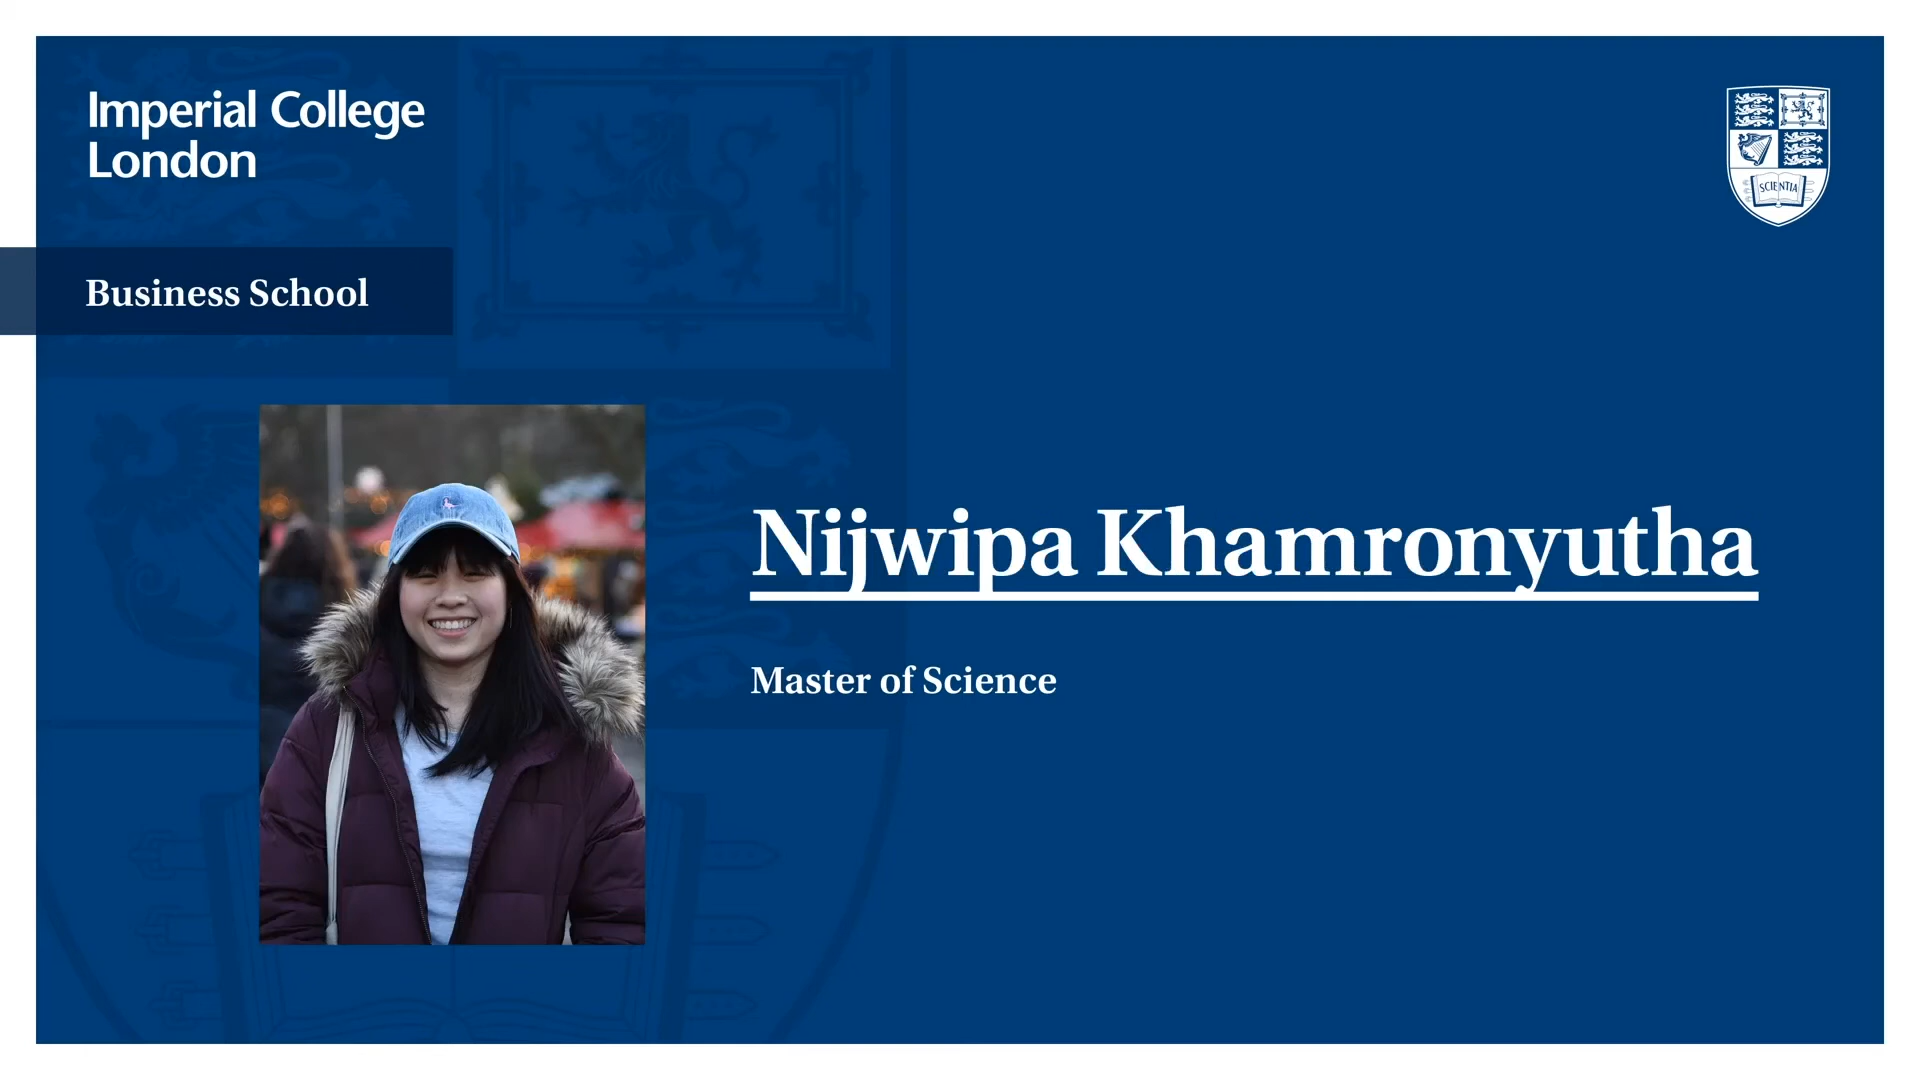 Imperial College
London
Business School
SCIENTIA
Nijwipa Khamronyutha
Master of Science